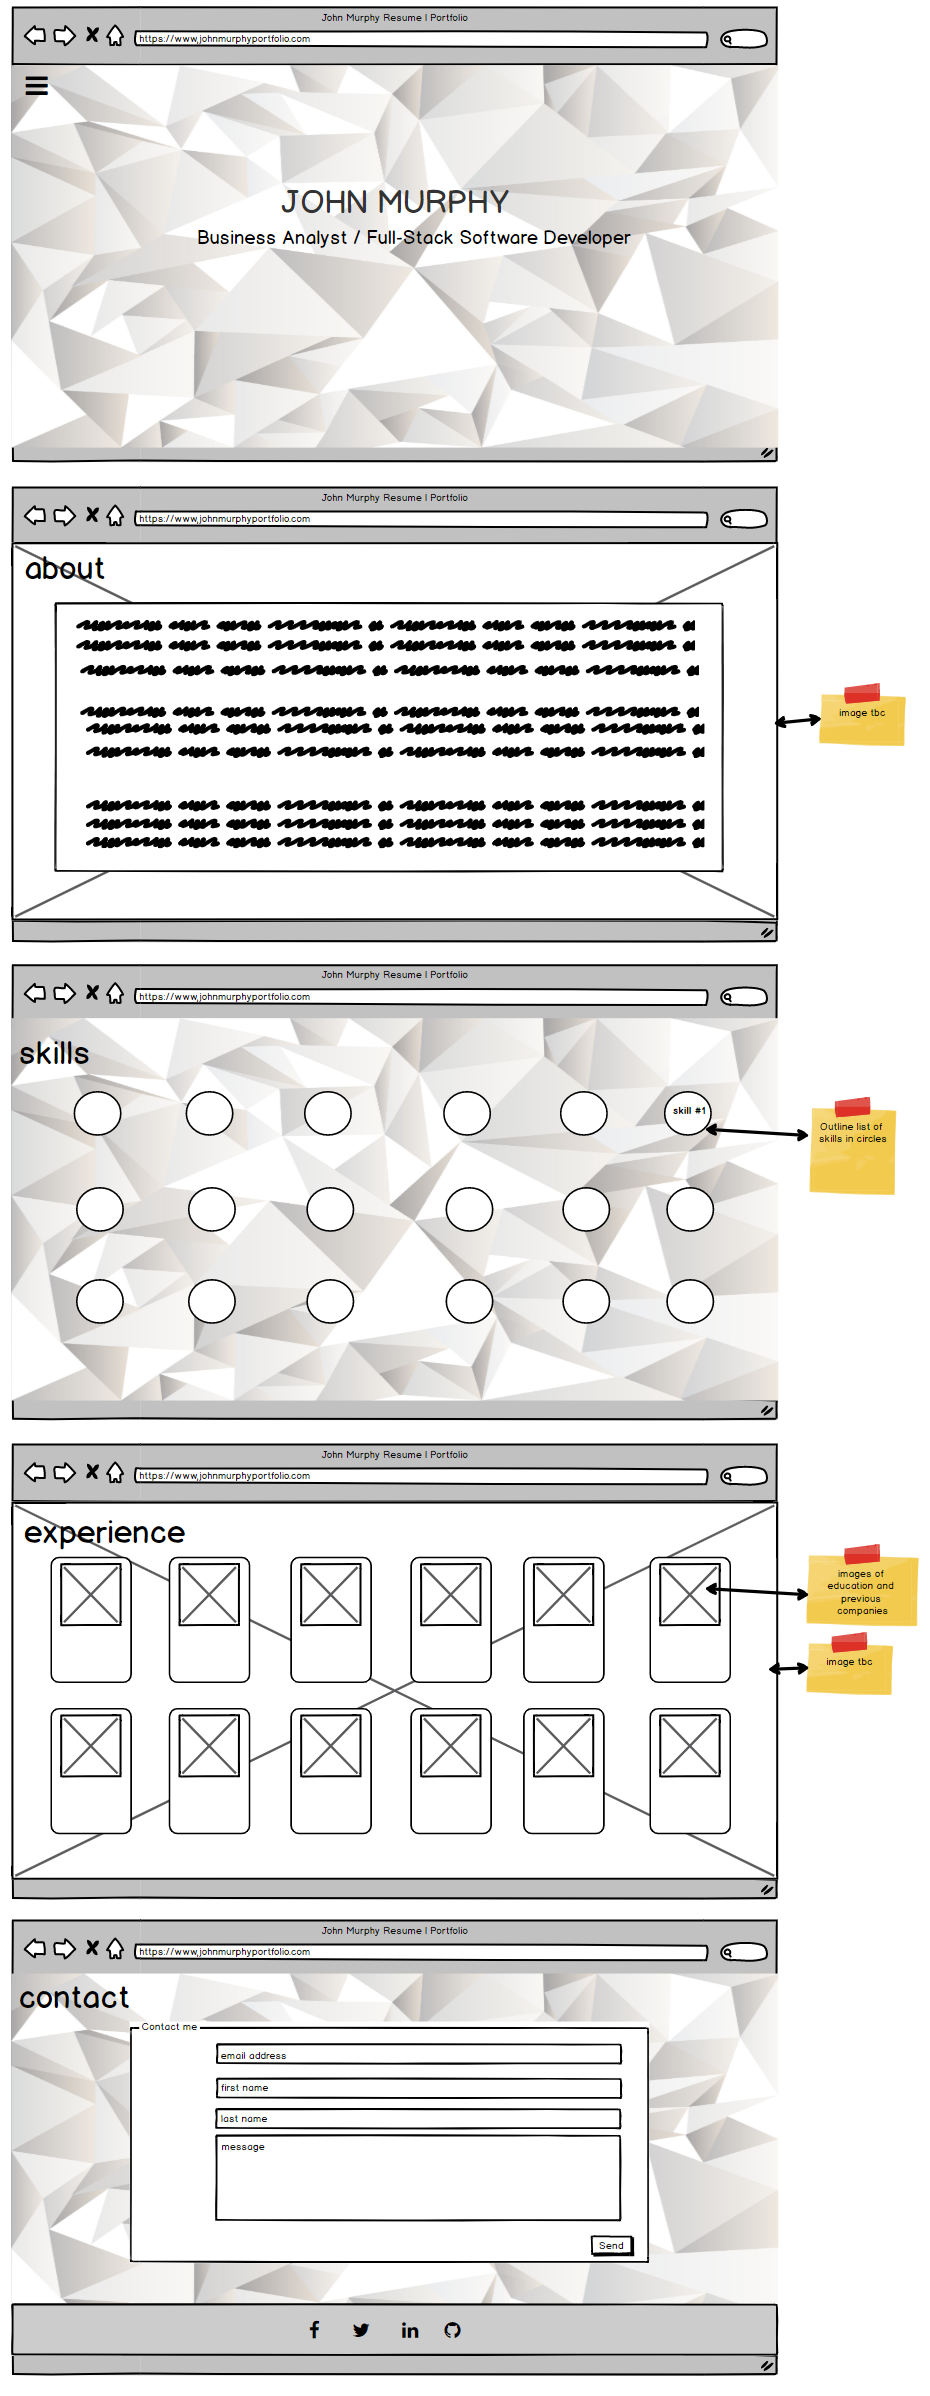 John Murphy Resume | Portfolio
https://www.johnmurphyportfolio.com
JOHN MURPHY
Business Analyst / Full-Stack Software Developer
John Murphy Resume | Portfolio
https://www.johnmurphyportfolio.com
about
image tbc
John Murphy Resume | Portfolio
https://www.johnmurphyportfolio.com
skills
skill #1
Outline list of
skills in circles
John Murphy Resume | Portfolio
https://www.johnmurphyportfolio.com
experience
images of
education and
previous
companies
image tbc
John Murphy Resume | Portfolio
https://www.johnmurphyportfolio.com
contact
Contact me
email address
first name
last name
message
Send